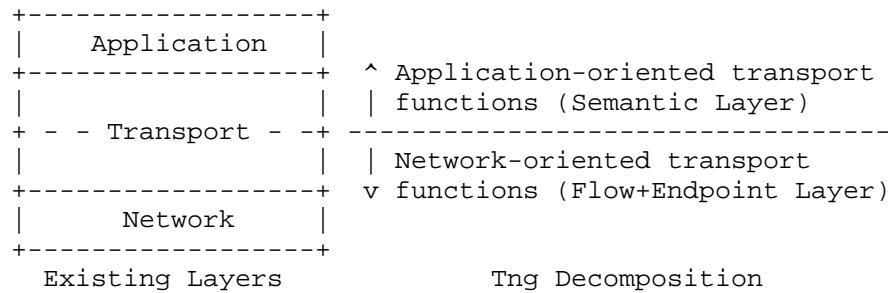 +------------------+
|    Application   |
+------------------+  ^ Application-oriented transport
|                  |  | functions (Semantic Layer)
+ - - Transport - -+ ----------------------------------
|                  |  | Network-oriented transport
+------------------+  v functions (Flow+Endpoint Layer)
|      Network     |
+------------------+
  Existing Layers            Tng Decomposition